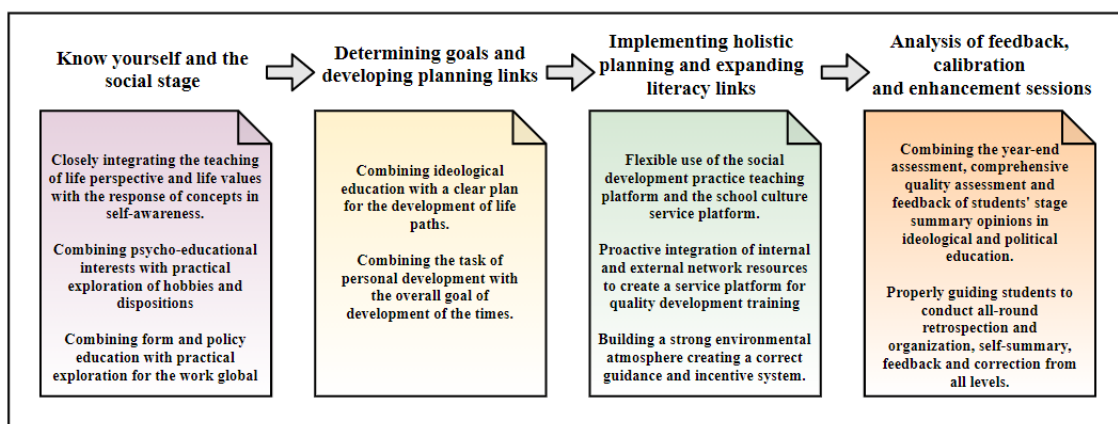 Know yourself and the
social stage
Determining goals and
developing planning links
Implementing holistic
planning and expanding
literacy links
Analysis of feedback,
calibration
and enhancement sessions
Closely integrating the teaching
of life perspective and life values
with the response of concepts in
self-awareness.
Combining psycho-educational
interests with practical
exploration of hobbies and
dispositions
Combining form and policy
education with practical
exploration for the work global
Combining ideological
education with a clear plan
for the development of life
paths.
Combining the task of
personal development with
the overall goal of
development of the times.
Flexible use of the social
development practice teaching
platform and the school culture
service platform.
Proactive integration of internal
and external network resources
to create a service platform for
quality development training
Building a strong environmental
atmosphere creating a correct
guidance and incentive system.
Combining the year-end
assessment, comprehensive
quality assessment and
feedback of students' stage
summary opinions in
ideological and political
education.
Properly guiding students to
conduct all-round
retrospection and
organization, self-summary,
feedback and correction from
all levels.